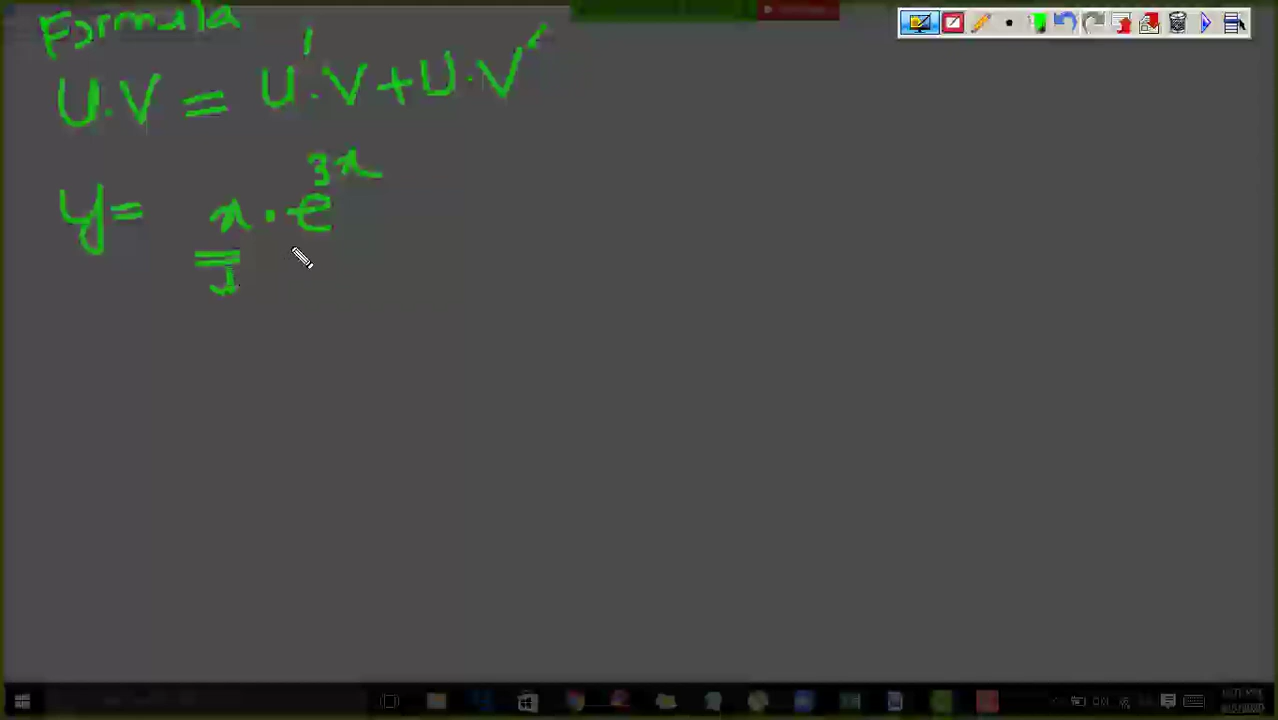 Formula
U·V = U'·V+U·V'
y= x·e^3x
I